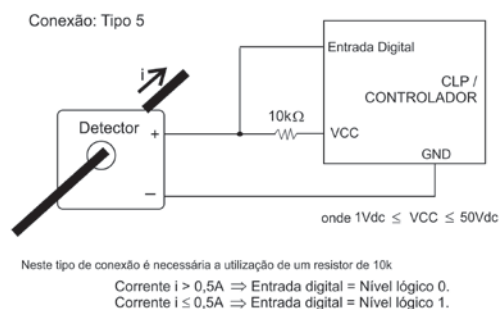 Conexão: Tipo 5
i
Entrada Digital
CLP /
CONTROLADOR
Detector
+
10kΩ
VCC
GND
–
onde 1Vdc ≤ VCC ≤ 50Vdc
Neste tipo de conexão é necessária a utilização de um resistor de 10k
Corrente i > 0,5A ⇒ Entrada digital = Nível lógico 0.
Corrente i ≤ 0,5A ⇒ Entrada digital = Nível lógico 1.